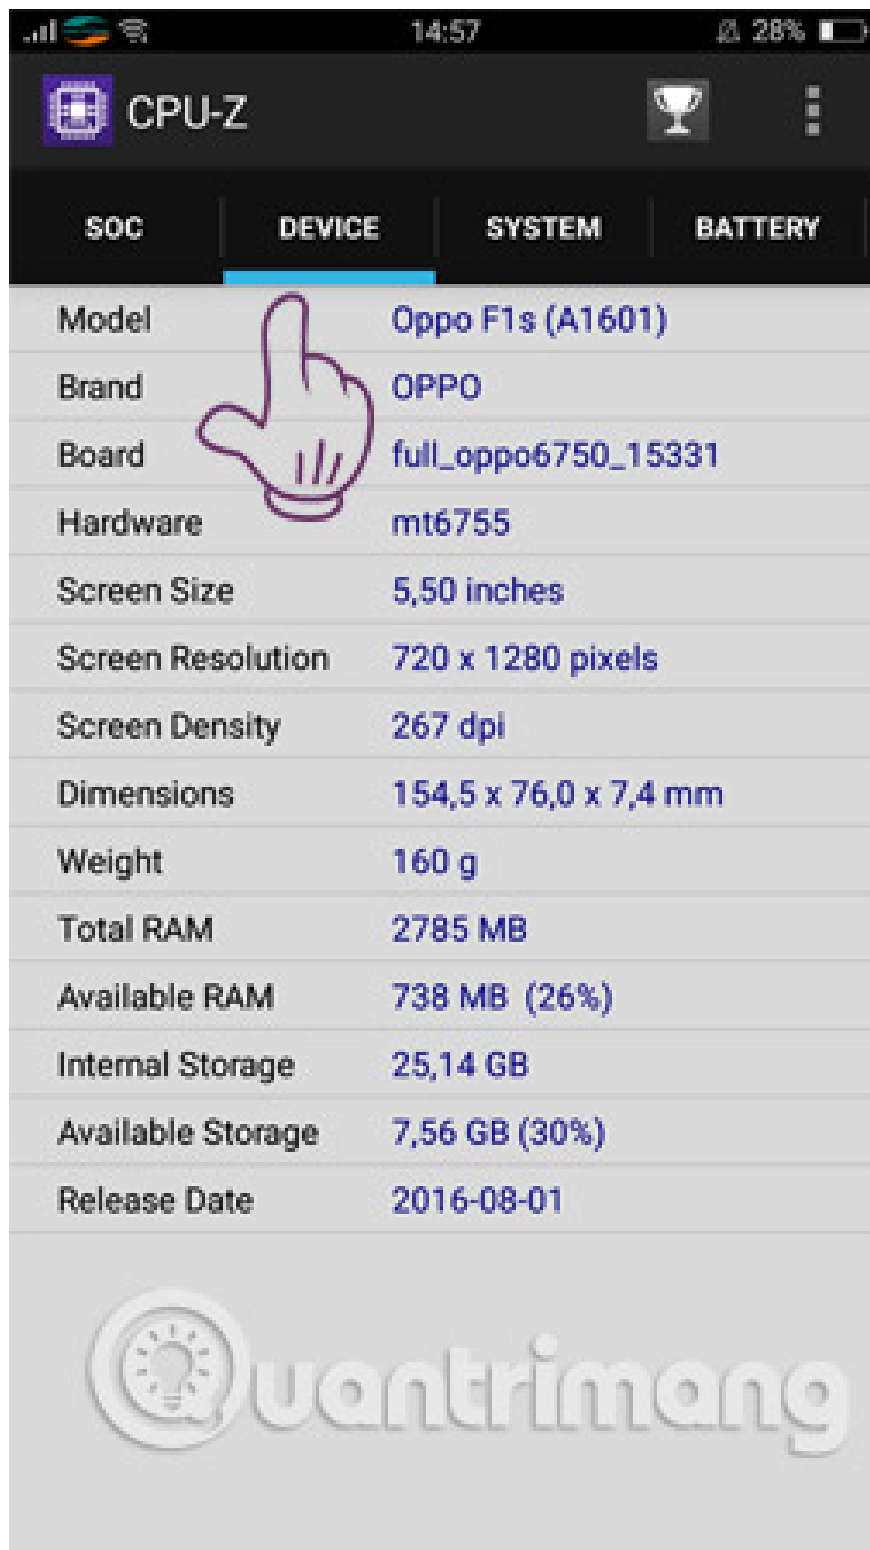 14:57 28%
CPU-Z
SOC DEVICE SYSTEM BATTERY
Model Oppo F1s (A1601)
Brand OPPO
Board full_oppo6750_15331
Hardware mt6755
Screen Size 5,50 inches
Screen Resolution 720 x 1280 pixels
Screen Density 267 dpi
Dimensions 154,5 x 76,0 x 7,4 mm
Weight 160 g
Total RAM 2785 MB
Available RAM 738 MB (26%)
Internal Storage 25,14 GB
Available Storage 7,56 GB (30%)
Release Date 2016-08-01
Quantrimang